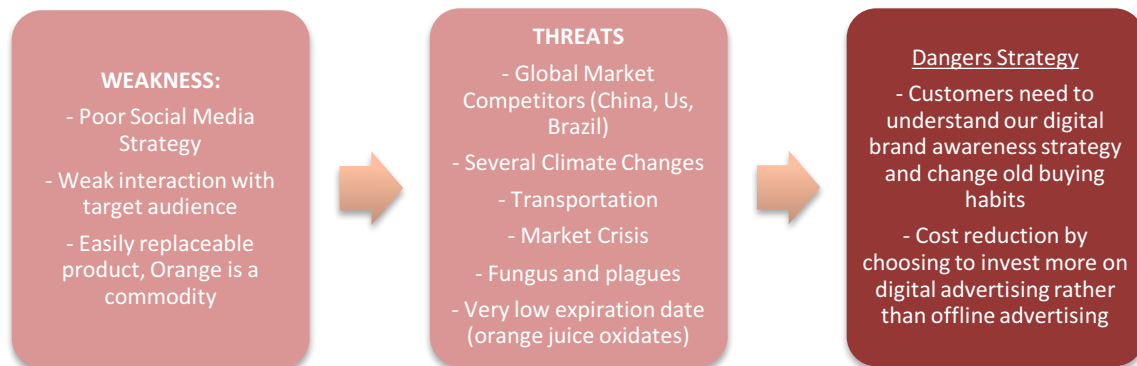 WEAKNESS:
- Poor Social Media
Strategy
- Weak interaction with
target audience
- Easily replaceable
product, Orange is a
commodity
THREATS
- Global Market
Competitors (China, Us,
Brazil)
- Several Climate Changes
- Transportation
- Market Crisis
- Fungus and plagues
- Very low expiration date
(orange juice oxidates)
Dangers Strategy
- Customers need to
understand our digital
brand awareness strategy
and change old buying
habits
- Cost reduction by
choosing to invest more on
digital advertising rather
than offline advertising